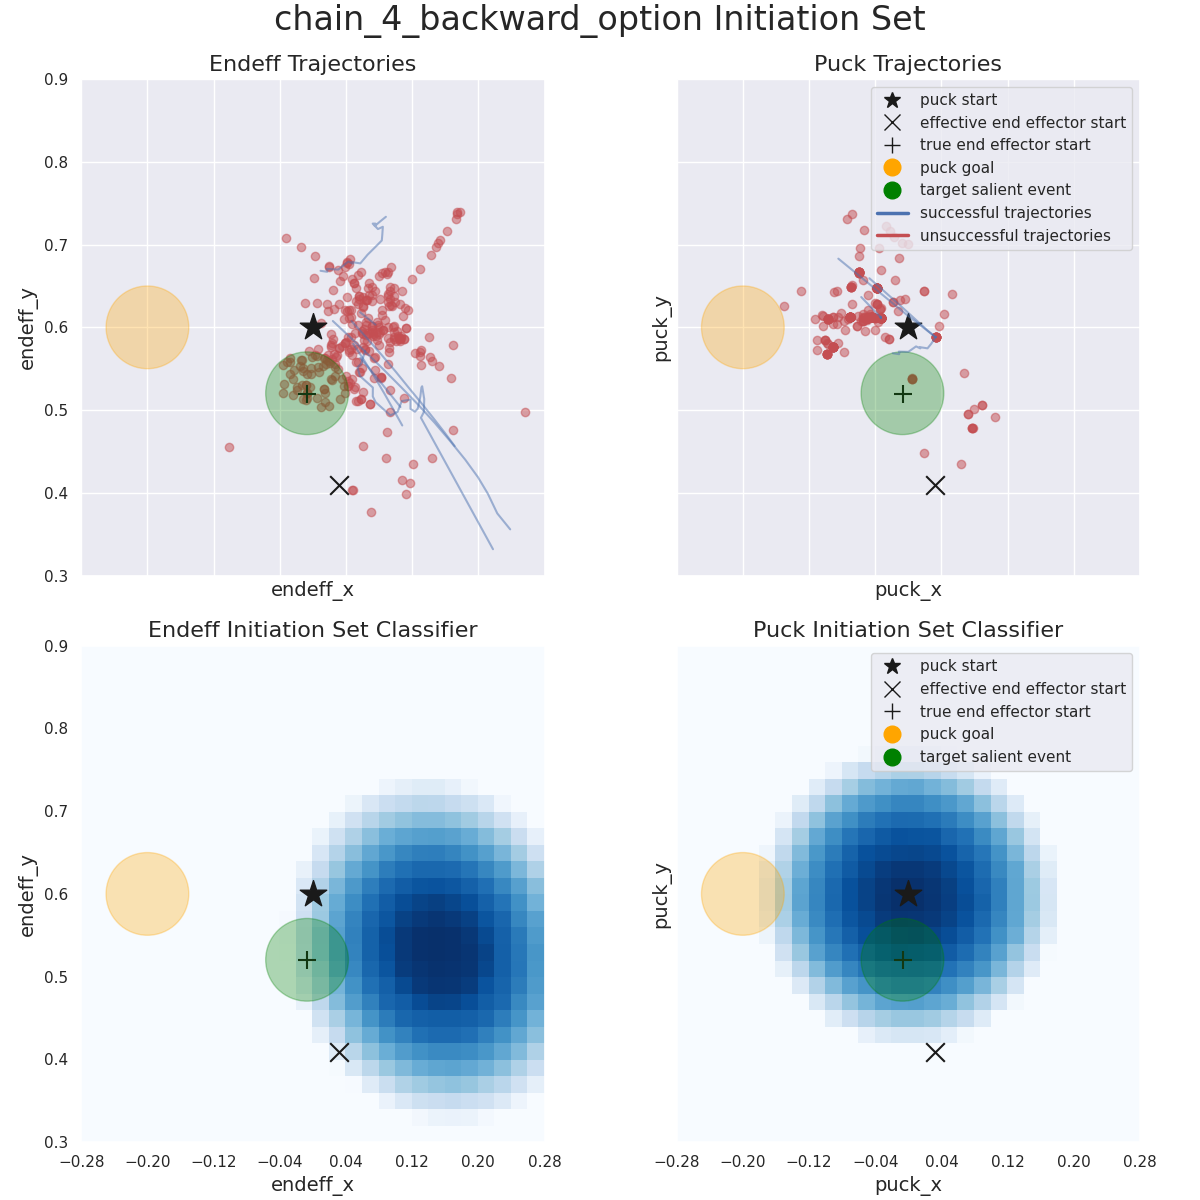 chain_4_backward_option Initiation Set
Endeff Trajectories
0.9
0.8
0.7
0.6
0.5
0.4
0.3
endeff_y
endeff_x
Puck Trajectories
puck start
effective end effector start
true end effector start
puck goal
target salient event
successful trajectories
unsuccessful trajectories
puck_y
puck_x
Endeff Initiation Set Classifier
0.9
0.8
0.7
0.6
0.5
0.4
0.3
endeff_y
−0.28 −0.20 −0.12 −0.04 0.04 0.12 0.20 0.28
endeff_x
Puck Initiation Set Classifier
puck start
effective end effector start
true end effector start
puck goal
target salient event
puck_y
−0.28 −0.20 −0.12 −0.04 0.04 0.12 0.20 0.28
puck_x